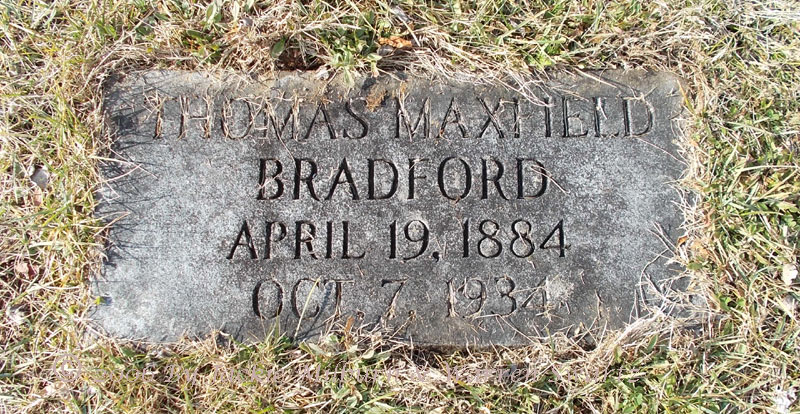 THOMAS MAXFIELD
BRADFORD
APRIL 19, 1884
OCT. 7, 1934